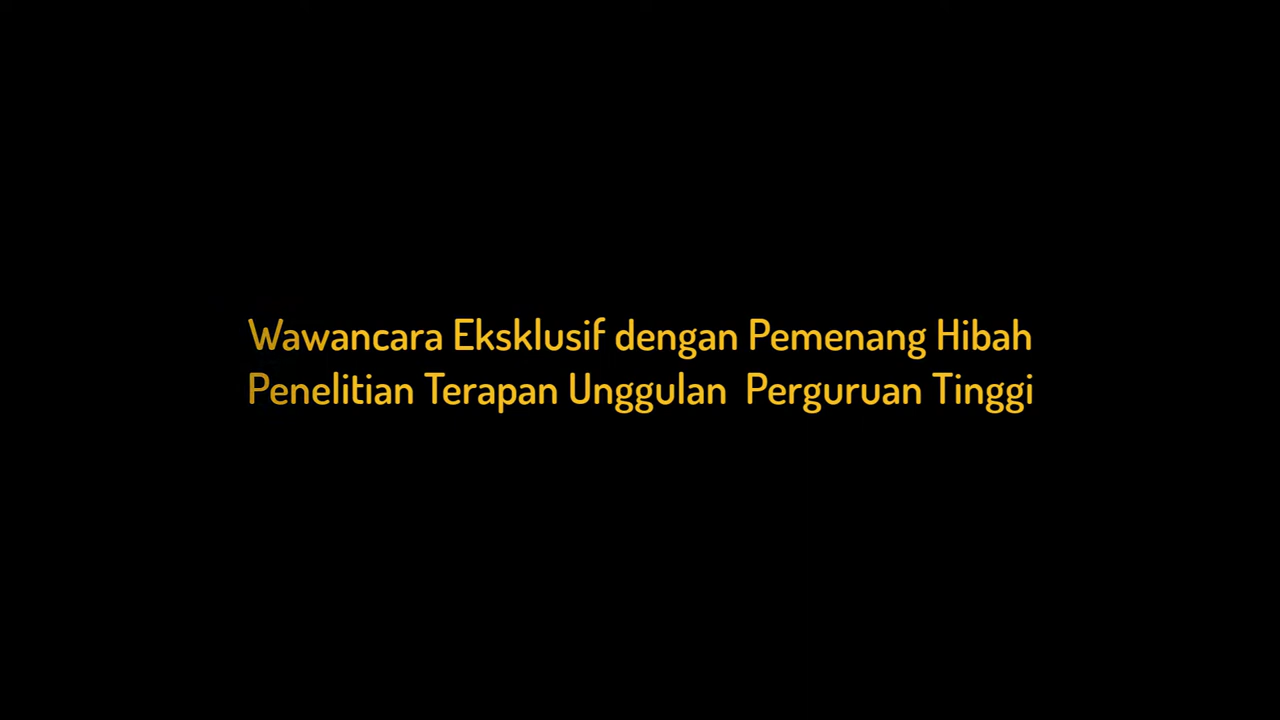 Wawancara Eksklusif dengan Pemenang Hibah
Penelitian Terapan Unggulan  Perguruan Tinggi